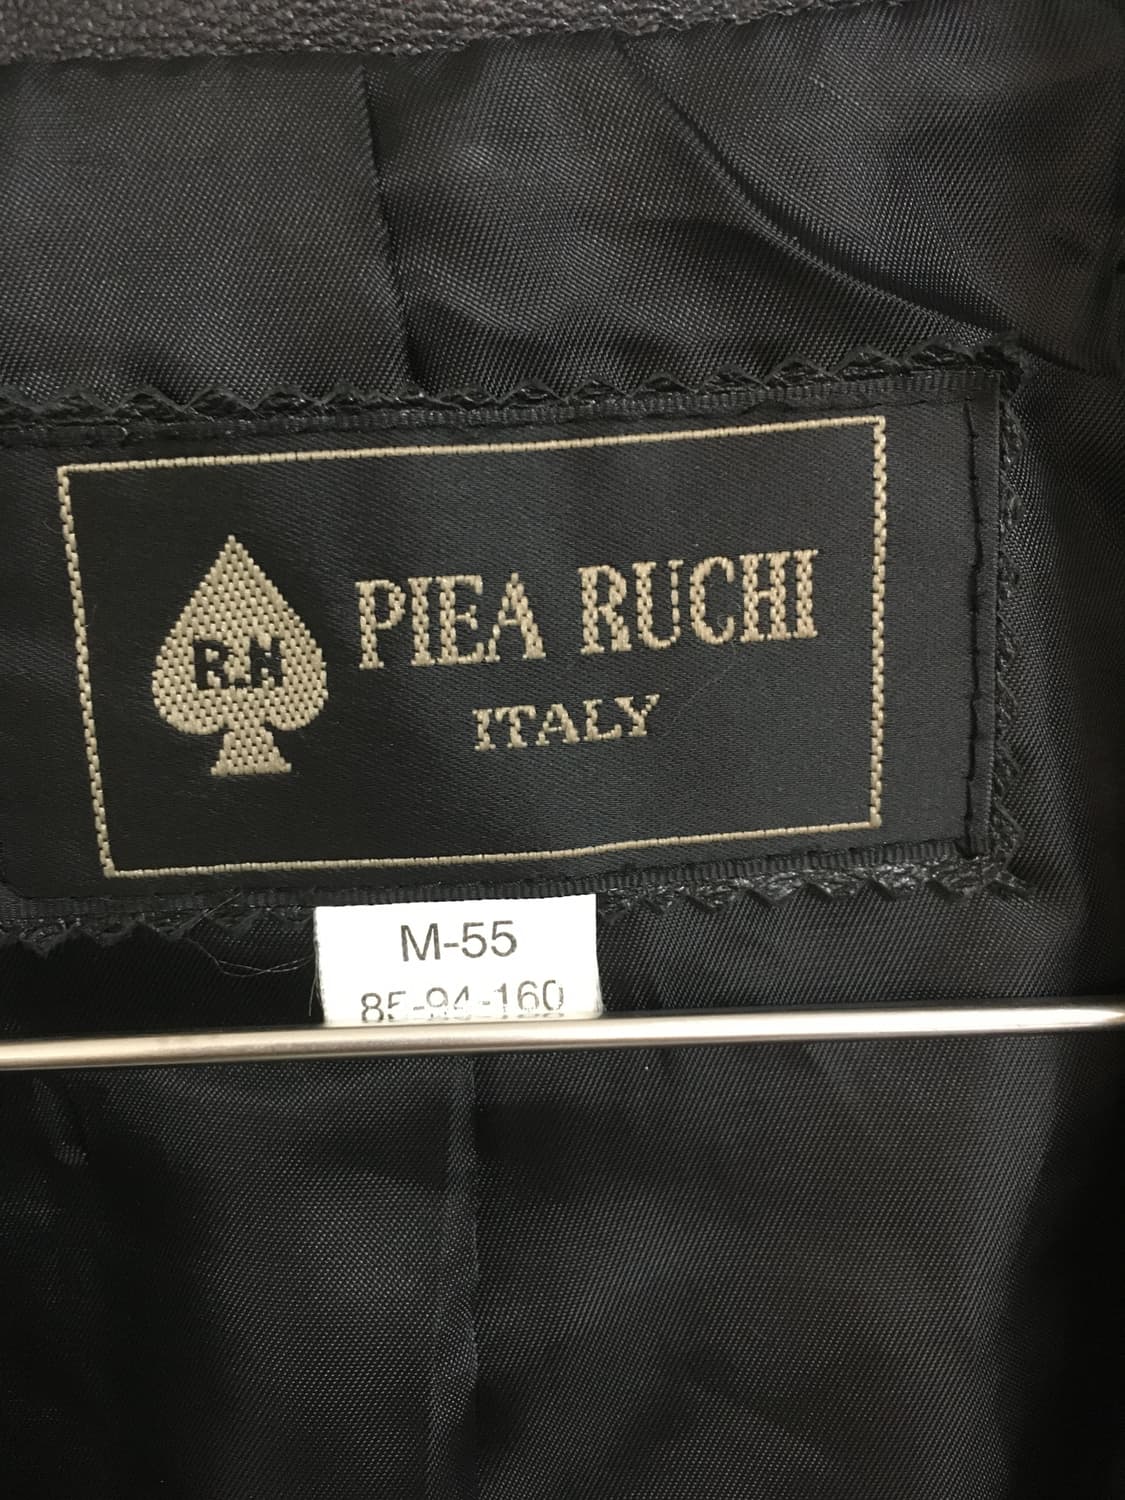 R.H
PIEA RUCHI
ITALY
M-55
85-94-160